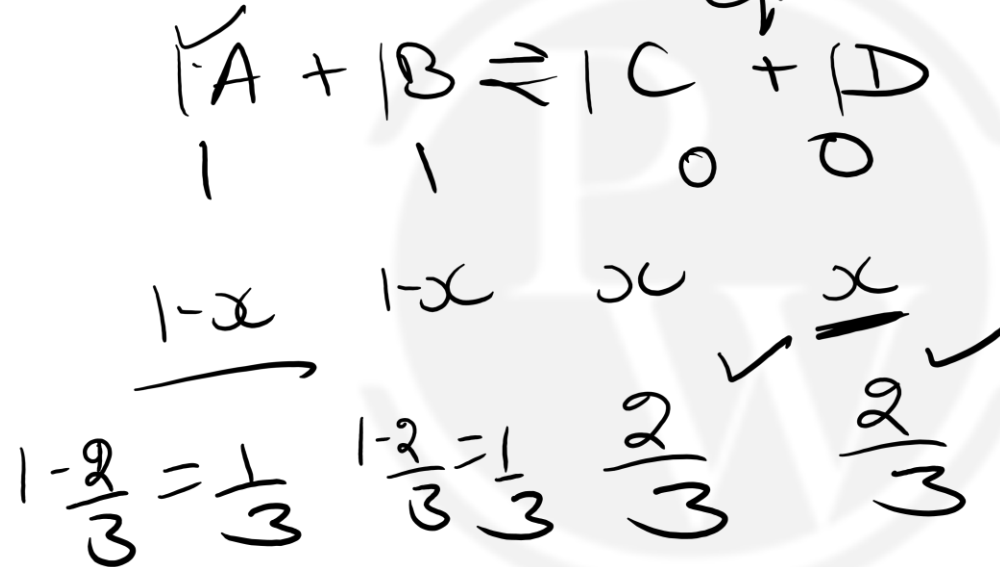 1A + 1B ⇌ 1C + 1D
1 1 0 0
1-x 1-x x x
1-2/3 = 1/3 1-2/3 = 1/3 2/3 2/3
PW